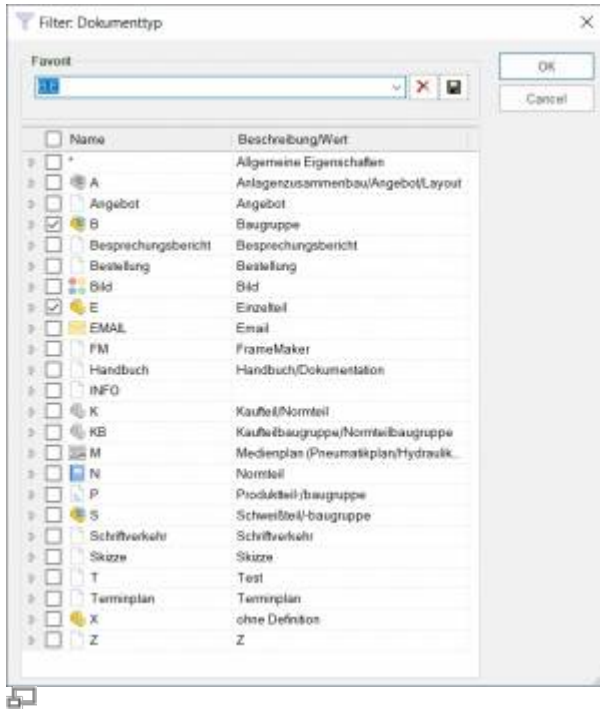 Filter: Dokumenttyp
Favorit
B;E
OK
Cancel
Name Beschreibung/Wert
* Allgemeine Eigenschaften
A Anlagenzusammenbau/Angebot/Layout
Angebot Angebot
B Baugruppe
Besprechungsbericht Besprechungsbericht
Bestellung Bestellung
Bild Bild
E Einzelteil
EMAIL Email
FM FrameMaker
Handbuch Handbuch/Dokumentation
INFO
K Kaufteil/Normteil
KB Kaufteilbaugruppe/Normteilbaugruppe
M Medienplan (Pneumatikplan/Hydraulik...
N Normteil
P Produktteil-/baugruppe
S Schweißteil/-baugruppe
Schriftverkehr Schriftverkehr
Skizze Skizze
T Test
Terminplan Terminplan
X ohne Definition
Z Z